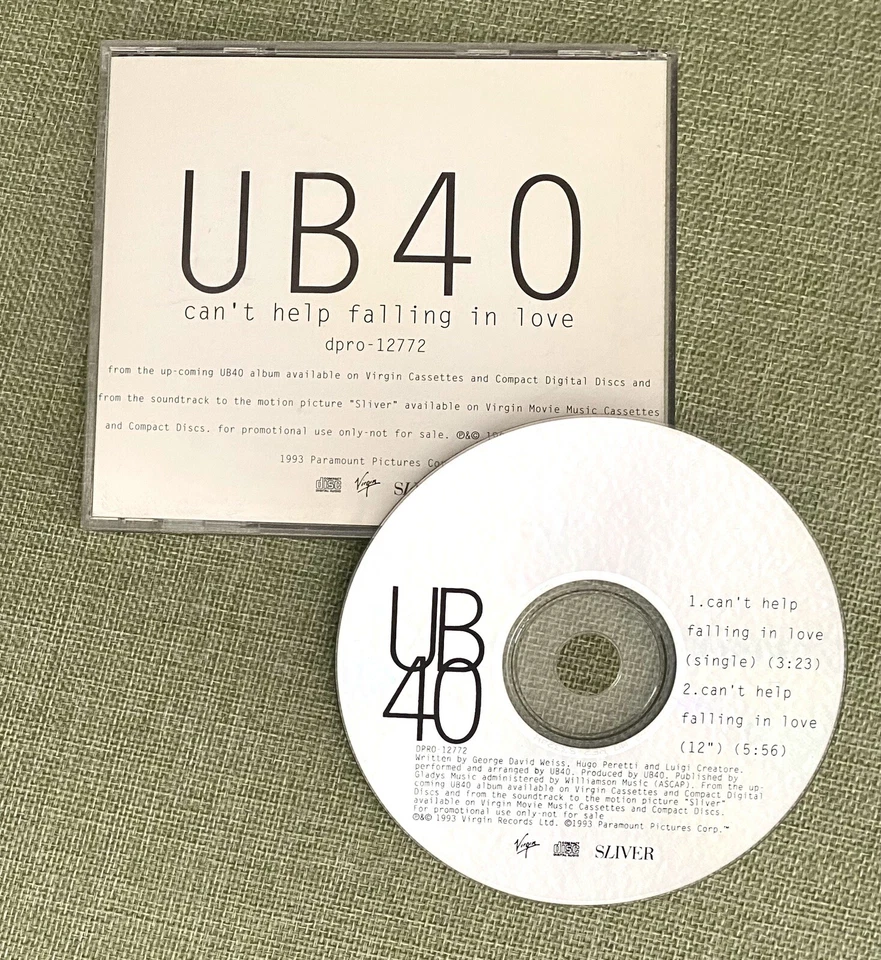 UB40
can't help falling in love
dpro-12772
from the up-coming UB40 album available on Virgin Cassettes and Compact Digital Discs and
from the soundtrack to the motion picture "Sliver" available on Virgin Movie Music Cassettes
and Compact Discs. for promotional use only-not for sale. ℗&©
1993 Paramount Pictures
disc
DIGITAL AUDIO
Virgin
UB
40
1.can't help
falling in love
(single) (3:23)
2.can't help
falling in love
(12") (5:56)
DPRO-12772
Written by George David Weiss, Hugo Peretti and Luigi Creatore.
performed and arranged by UB40. Produced by UB40. Published by
Gladys Music administered by Williamson Music (ASCAP). From the up-
coming UB40 album available on Virgin Cassettes and Compact Digital
Discs and from the soundtrack to the motion picture "Sliver"
available on Virgin Movie Music Cassettes and Compact Discs.
For promotional use only-not for sale
℗&© 1993 Virgin Records Ltd. ©1993 Paramount Pictures Corp.™
Virgin
disc
SLIVER